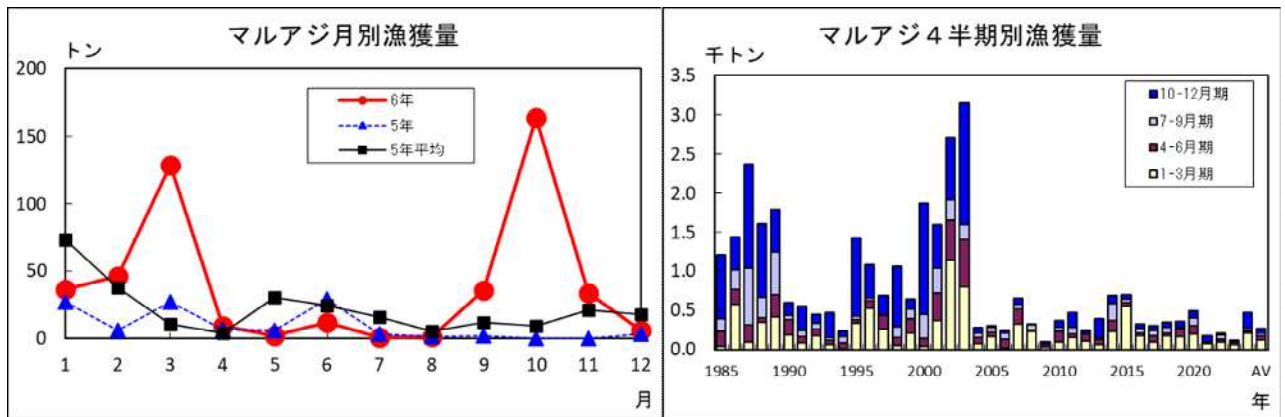 マルアジ月別漁獲量
トン
200
150
100
50
0
6年
5年
5年平均
1 2 3 4 5 6 7 8 9 10 11 12
月
マルアジ４半期別漁獲量
千トン
3.5
3.0
2.5
2.0
1.5
1.0
0.5
0.0
10-12月期
7-9月期
4-6月期
1-3月期
1985 1990 1995 2000 2005 2010 2015 2020 AV
年